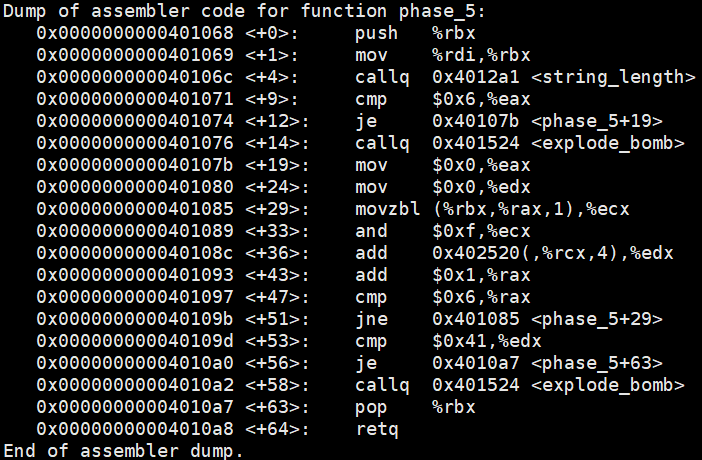 Dump of assembler code for function phase_5:
   0x0000000000401068 <+0>:     push   %rbx
   0x0000000000401069 <+1>:     mov    %rdi,%rbx
   0x000000000040106c <+4>:     callq  0x4012a1 <string_length>
   0x0000000000401071 <+9>:     cmp    $0x6,%eax
   0x0000000000401074 <+12>:    je     0x40107b <phase_5+19>
   0x0000000000401076 <+14>:    callq  0x401524 <explode_bomb>
   0x000000000040107b <+19>:    mov    $0x0,%eax
   0x0000000000401080 <+24>:    mov    $0x0,%edx
   0x0000000000401085 <+29>:    movzbl (%rbx,%rax,1),%ecx
   0x0000000000401089 <+33>:    and    $0xf,%ecx
   0x000000000040108c <+36>:    add    0x402520(,%rcx,4),%edx
   0x0000000000401093 <+43>:    add    $0x1,%rax
   0x0000000000401097 <+47>:    cmp    $0x6,%rax
   0x000000000040109b <+51>:    jne    0x401085 <phase_5+29>
   0x000000000040109d <+53>:    cmp    $0x41,%edx
   0x00000000004010a0 <+56>:    je     0x4010a7 <phase_5+63>
   0x00000000004010a2 <+58>:    callq  0x401524 <explode_bomb>
   0x00000000004010a7 <+63>:    pop    %rbx
   0x00000000004010a8 <+64>:    retq
End of assembler dump.